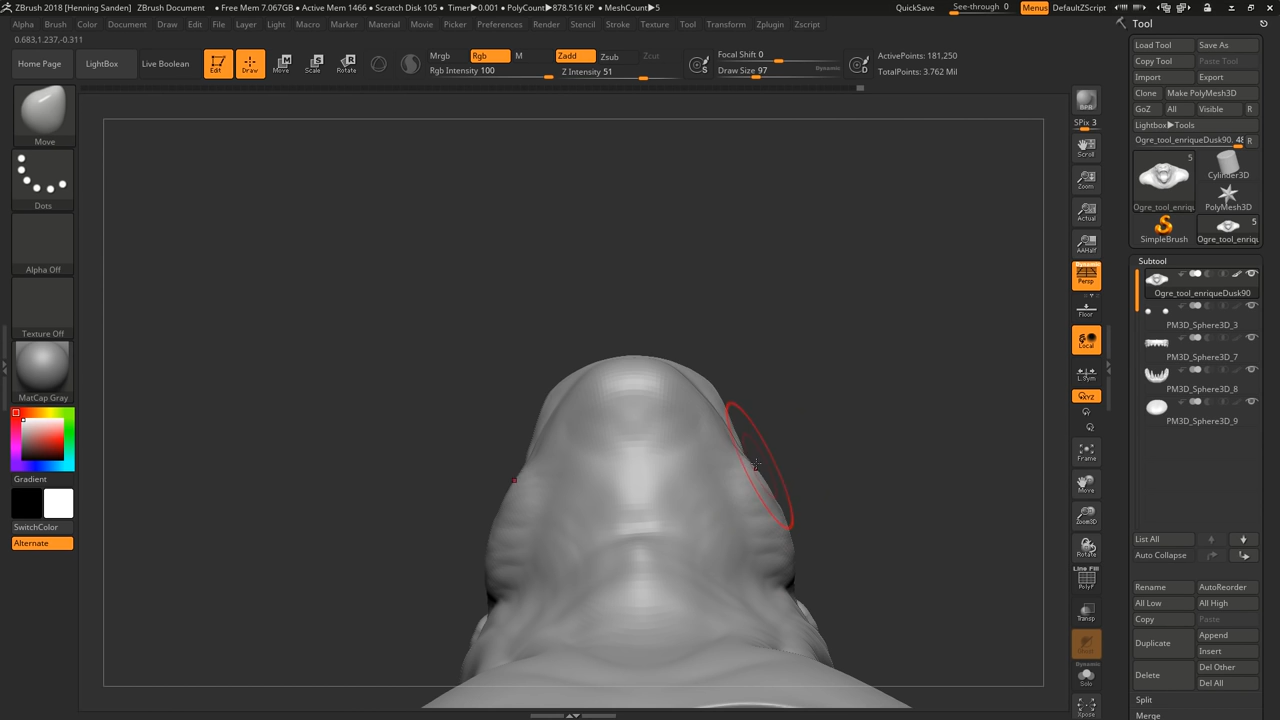 ZBrush 2018 [Henning Sanden] ZBrush Document • Free Mem 7.067GB • Active Mem 1466 • Scratch Disk 105 • Timer▶0.001 • PolyCount▶878.516 KP • MeshCount▶5 QuickSave See-through 0 Menus DefaultZScript
Alpha Brush Color Document Draw Edit File Layer Light Macro Marker Material Movie Picker Preferences Render Stencil Stroke Texture Tool Transform Zplugin Zscript
0.683,1.237,-0.311
Home Page LightBox Live Boolean
Edit Draw Move Scale Rotate
Mrgb Rgb M
Rgb Intensity 100
Zadd Zsub Zcut
Z Intensity 51
Focal Shift 0
Draw Size 97 Dynamic
ActivePoints: 181,250
TotalPoints: 3.762 Mil
Move
Dots
Alpha Off
Texture Off
MatCap Gray
Gradient
SwitchColor
Alternate
BPR
SPix 3
Scroll
Zoom
Actual
AAHalf
Dynamic
Persp
Floor
Local
L.Sym
XYZ
Frame
Move
Zoom3D
Rotate
Line Fill
PolyF
Transp
Dynamic
Solo
Xpose
Tool
Load Tool Save As
Copy Tool Paste Tool
Import Export
Clone Make PolyMesh3D
GoZ All Visible R
Lightbox▶Tools
Ogre_tool_enriqueDusk90. 48 R
5
Cylinder3D
Ogre_tool_enriqu PolyMesh3D
5
SimpleBrush Ogre_tool_enriqu
Subtool
Ogre_tool_enriqueDusk90
PM3D_Sphere3D_3
PM3D_Sphere3D_7
PM3D_Sphere3D_8
PM3D_Sphere3D_9
List All
Auto Collapse
Rename AutoReorder
All Low All High
Copy Paste
Duplicate Append
Insert
Delete Del Other
Del All
Split
Merge